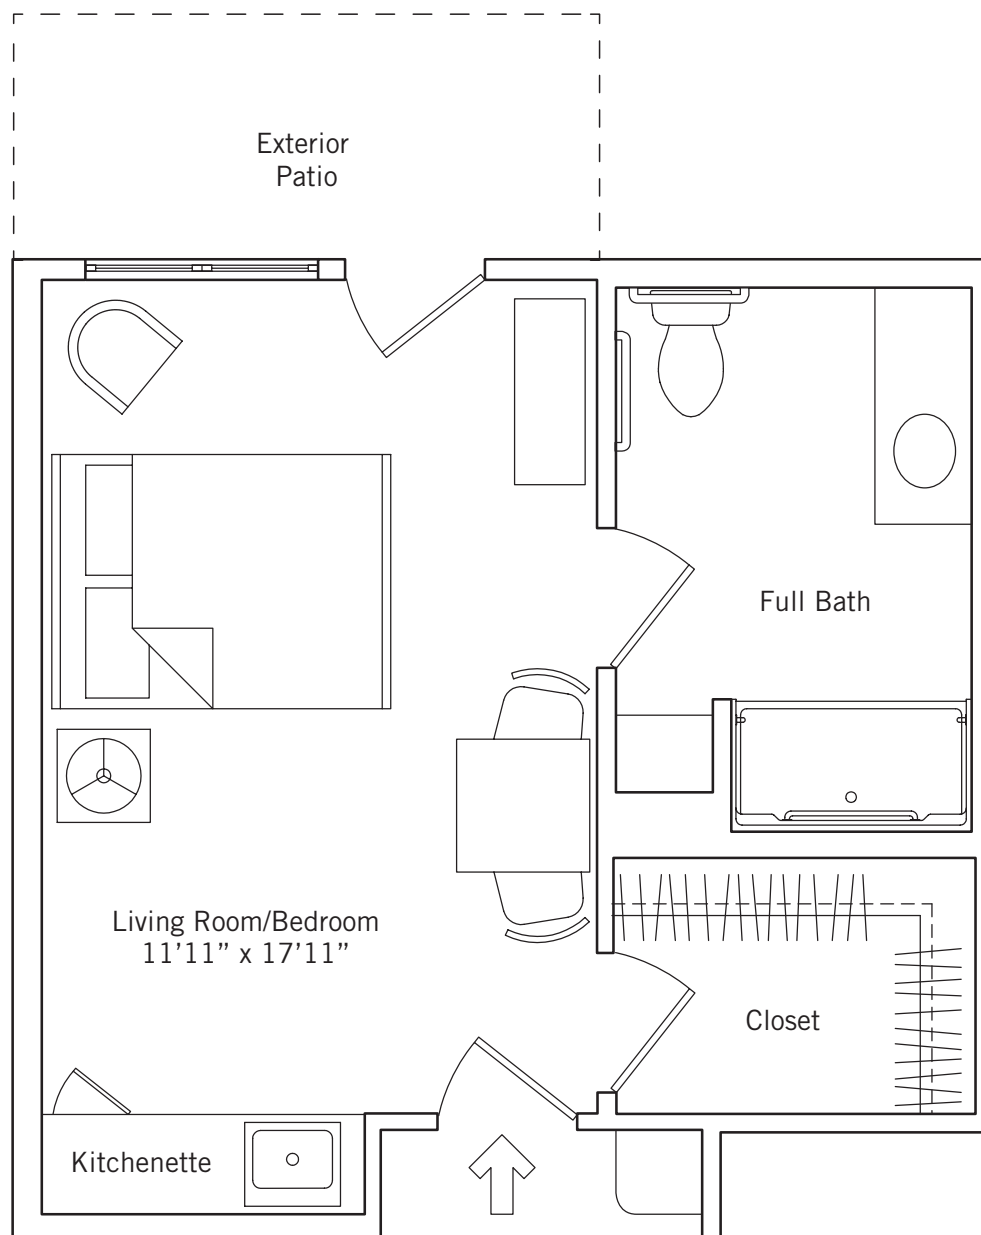 Exterior
Patio
Full Bath
Living Room/Bedroom
11’11” x 17’11”
Closet
Kitchenette